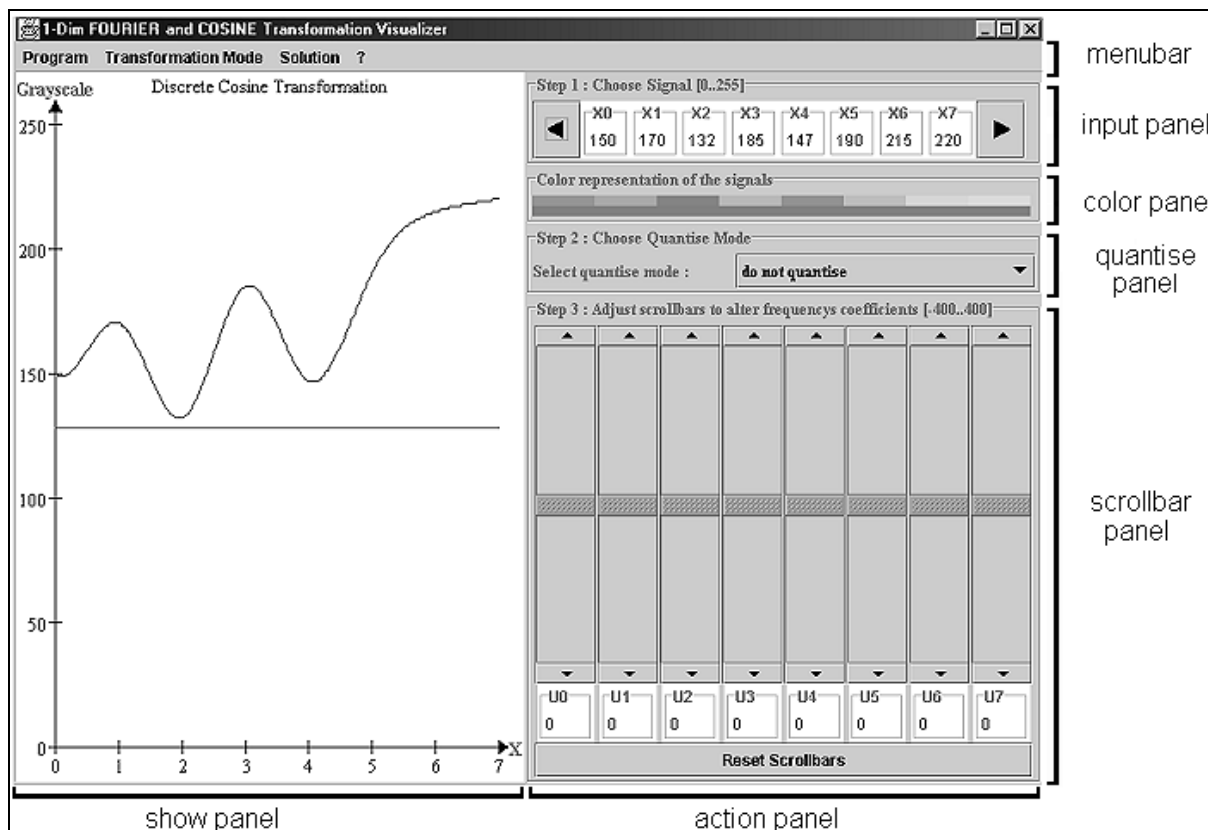 1-Dim FOURIER and COSINE Transformation Visualizer
Program Transformation Mode Solution ?
menubar
Grayscale
Discrete Cosine Transformation
250
200
150
100
50
0
0 1 2 3 4 5 6 7
X
show panel
Step 1 : Choose Signal [0..255]
X0 X1 X2 X3 X4 X5 X6 X7
150 170 132 185 147 190 215 220
input panel
Color representation of the signals
color pane
Step 2 : Choose Quantise Mode
Select quantise mode :
do not quantise
quantise
panel
Step 3 : Adjust scrollbars to alter frequencys coefficients [-400..400]
scrollbar
panel
U0 U1 U2 U3 U4 U5 U6 U7
0 0 0 0 0 0 0 0
Reset Scrollbars
action panel